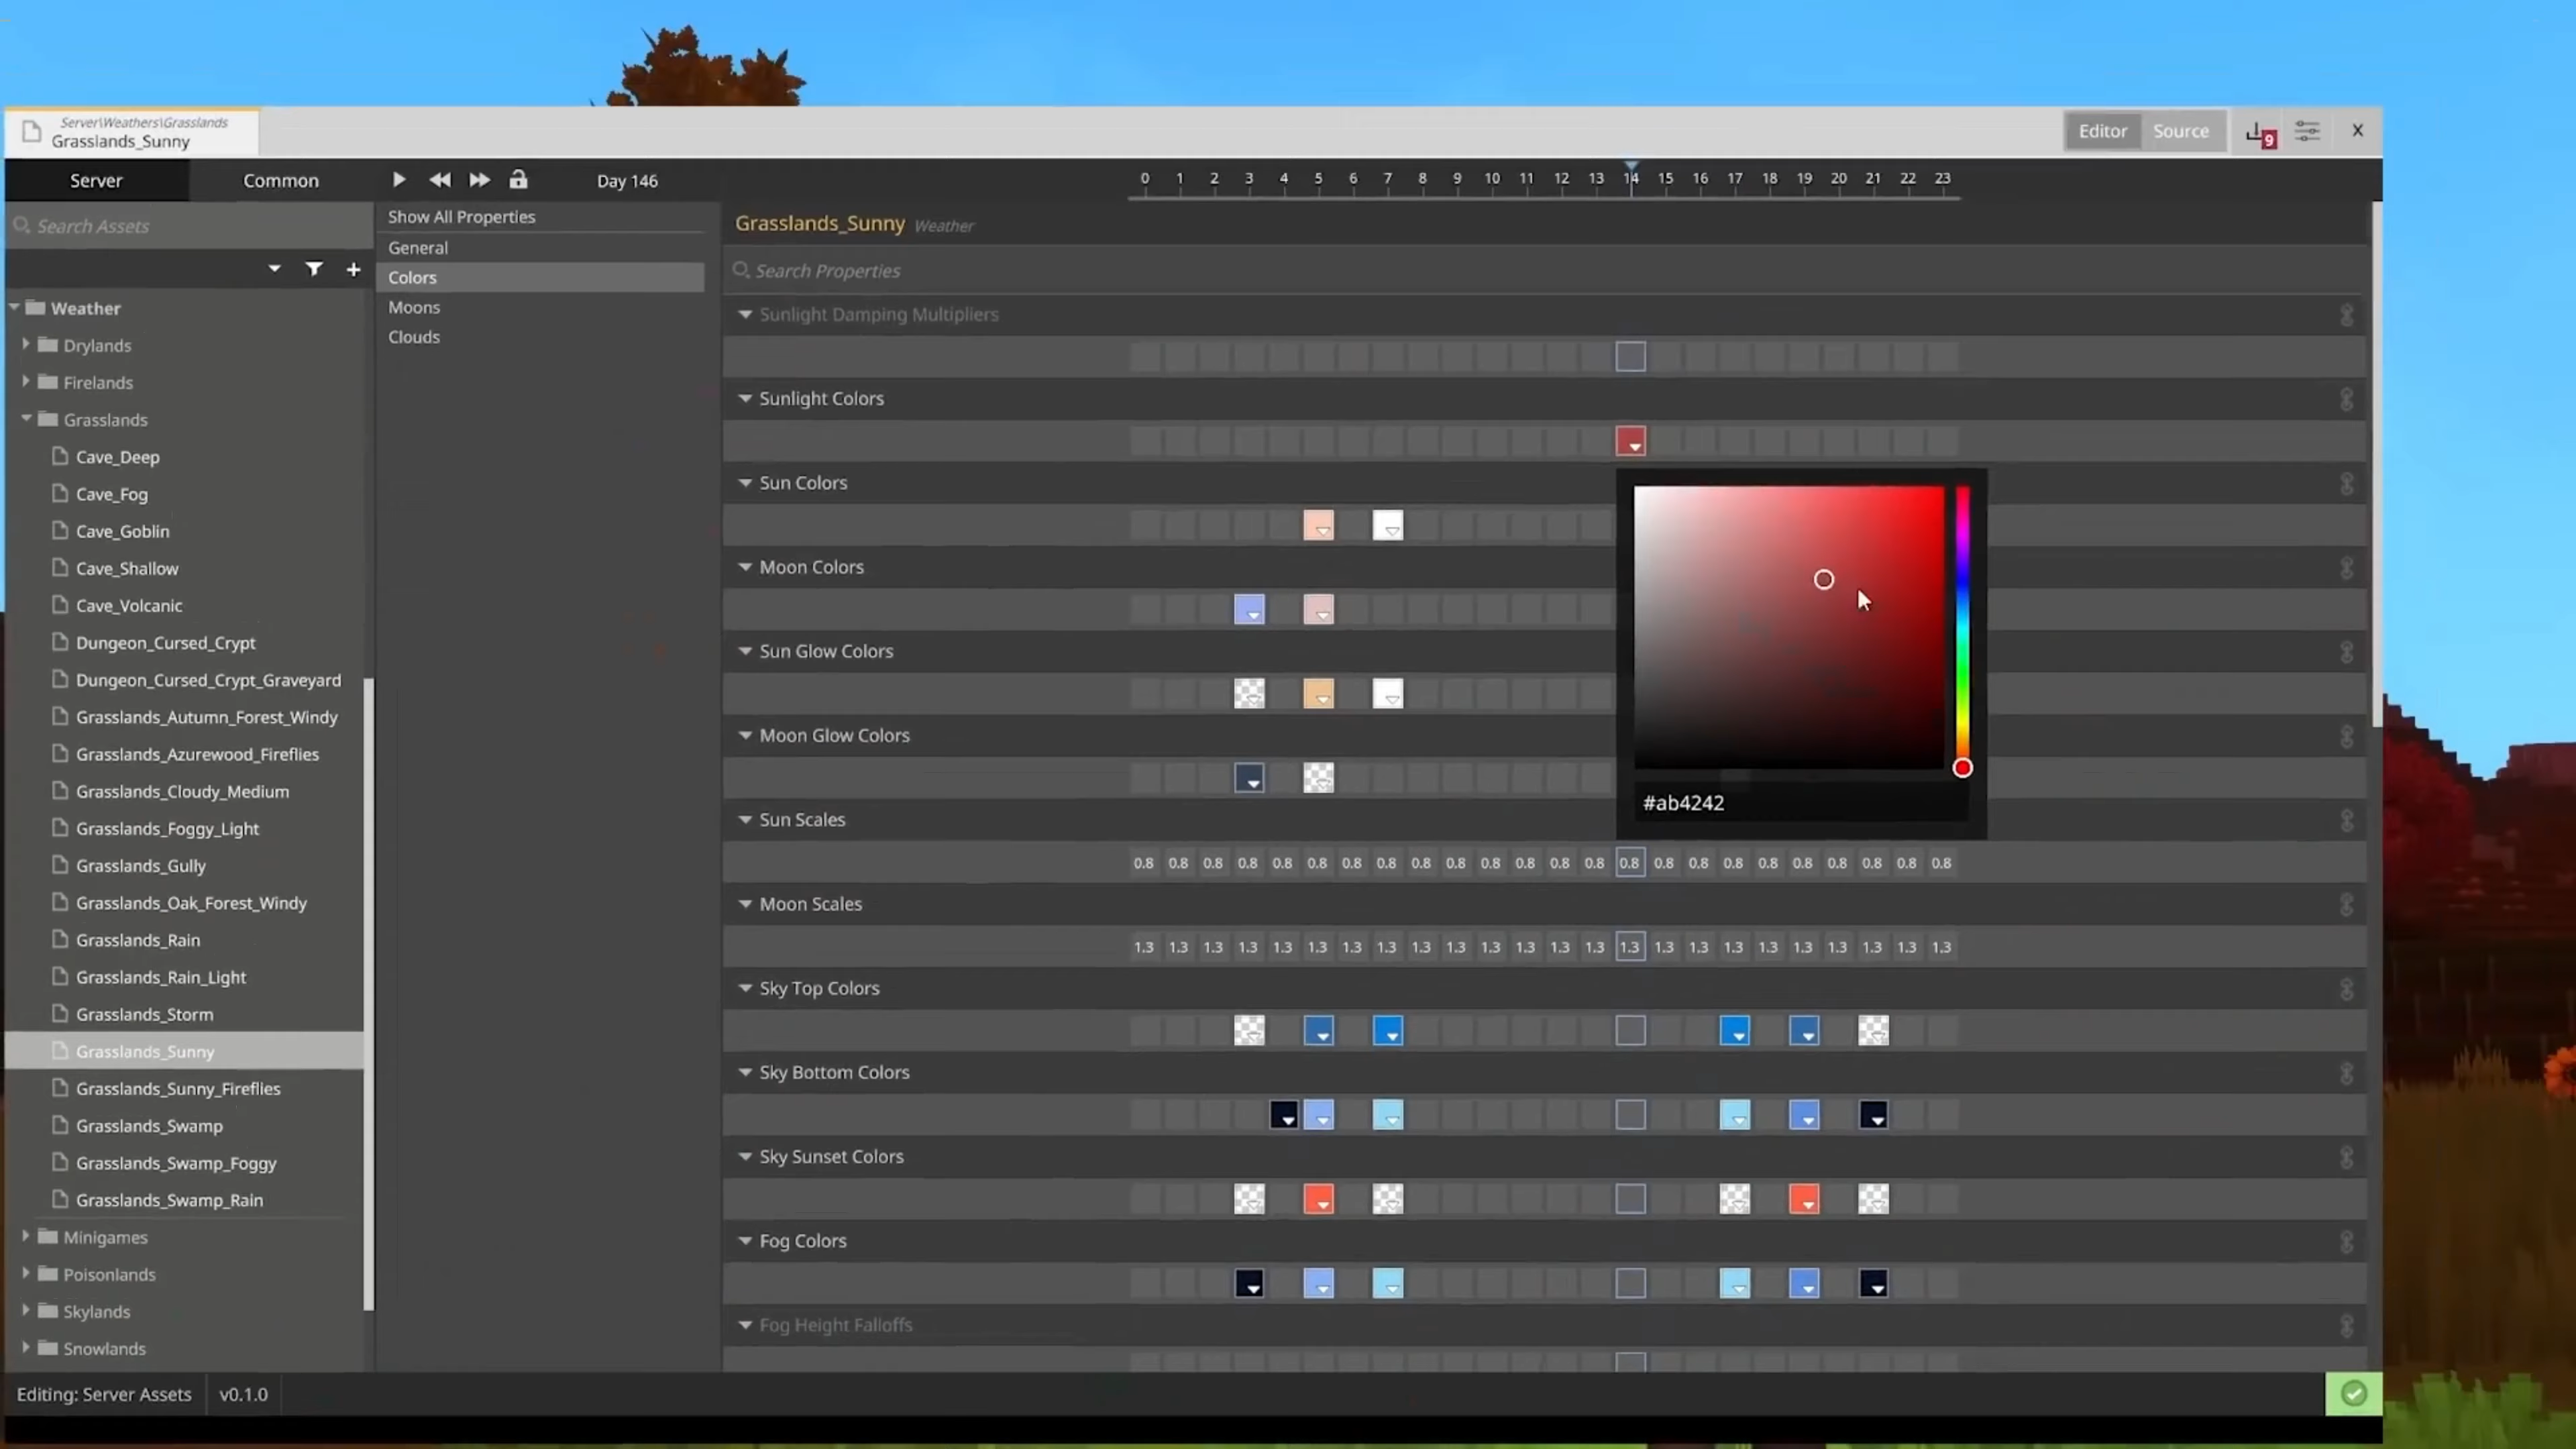 Server\Weathers\Grasslands
Grasslands_Sunny
Editor Source 9 X
Server Common Day 146 0 1 2 3 4 5 6 7 8 9 10 11 12 13 14 15 16 17 18 19 20 21 22 23
Search Assets
Weather
Drylands
Firelands
Grasslands
Cave_Deep
Cave_Fog
Cave_Goblin
Cave_Shallow
Cave_Volcanic
Dungeon_Cursed_Crypt
Dungeon_Cursed_Crypt_Graveyard
Grasslands_Autumn_Forest_Windy
Grasslands_Azurewood_Fireflies
Grasslands_Cloudy_Medium
Grasslands_Foggy_Light
Grasslands_Gully
Grasslands_Oak_Forest_Windy
Grasslands_Rain
Grasslands_Rain_Light
Grasslands_Storm
Grasslands_Sunny
Grasslands_Sunny_Fireflies
Grasslands_Swamp
Grasslands_Swamp_Foggy
Grasslands_Swamp_Rain
Minigames
Poisonlands
Skylands
Snowlands
Show All Properties
General
Colors
Moons
Clouds
Grasslands_Sunny Weather
Search Properties
Sunlight Damping Multipliers
Sunlight Colors
Sun Colors
Moon Colors
Sun Glow Colors
Moon Glow Colors
#ab4242
Sun Scales
0.8 0.8 0.8 0.8 0.8 0.8 0.8 0.8 0.8 0.8 0.8 0.8 0.8 0.8 0.8 0.8 0.8 0.8 0.8 0.8 0.8 0.8 0.8 0.8
Moon Scales
1.3 1.3 1.3 1.3 1.3 1.3 1.3 1.3 1.3 1.3 1.3 1.3 1.3 1.3 1.3 1.3 1.3 1.3 1.3 1.3 1.3 1.3 1.3 1.3
Sky Top Colors
Sky Bottom Colors
Sky Sunset Colors
Fog Colors
Fog Height Falloffs
Editing: Server Assets v0.1.0